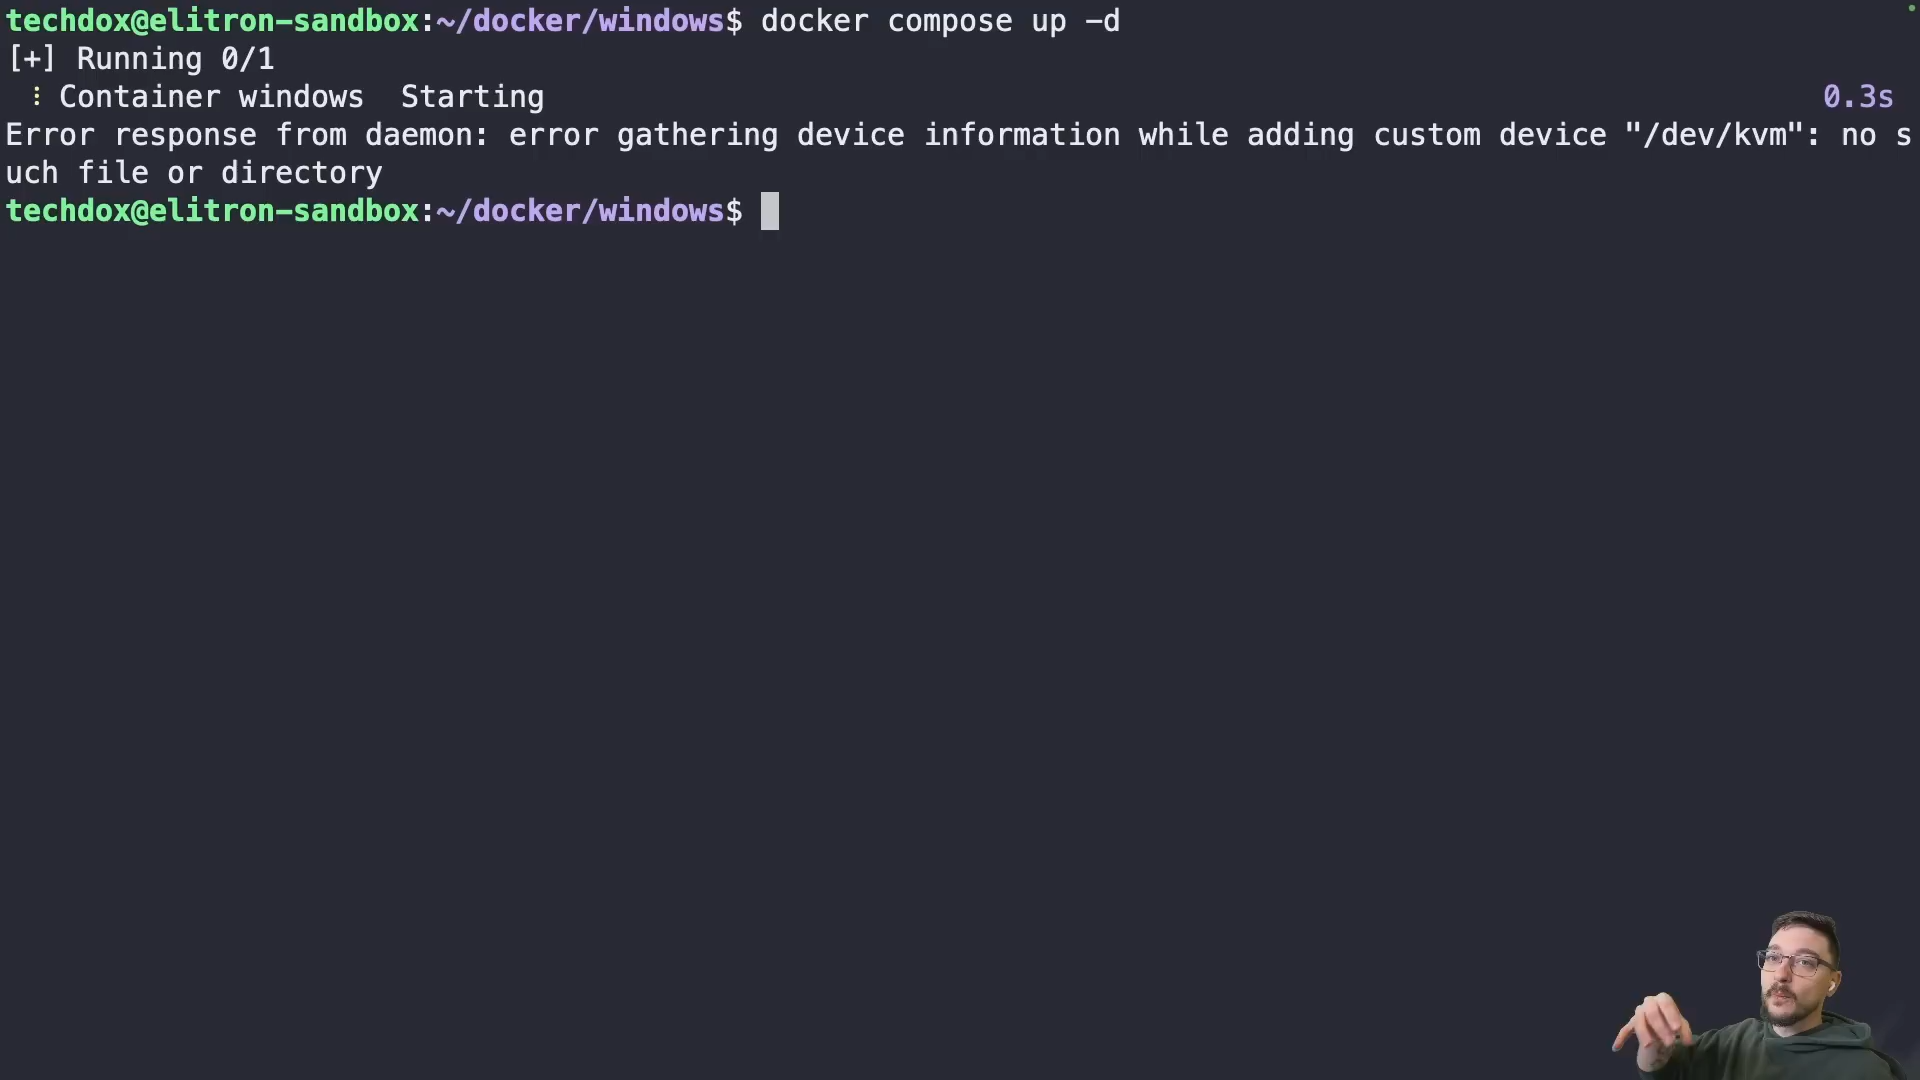 techdox@elitron-sandbox:~/docker/windows$ docker compose up -d
[+] Running 0/1
⠸ Container windows  Starting 0.3s
Error response from daemon: error gathering device information while adding custom device "/dev/kvm": no s
uch file or directory
techdox@elitron-sandbox:~/docker/windows$